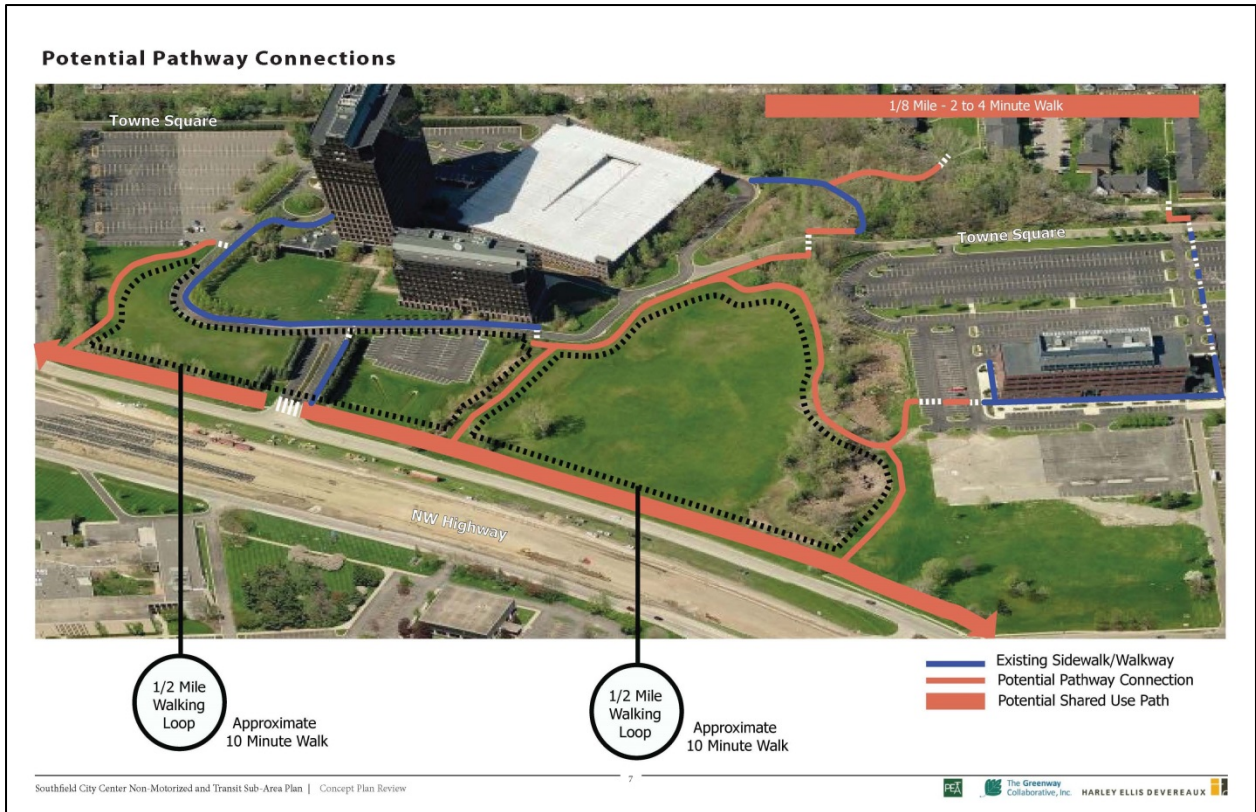 Potential Pathway Connections
1/8 Mile - 2 to 4 Minute Walk
Towne Square
Towne Square
NW Highway
1/2 Mile
Walking
Loop
Approximate
10 Minute Walk
1/2 Mile
Walking
Loop
Approximate
10 Minute Walk
Existing Sidewalk/Walkway
Potential Pathway Connection
Potential Shared Use Path
7
Southfield City Center Non-Motorized and Transit Sub-Area Plan | Concept Plan Review
PEA
The Greenway
Collaborative, Inc.
HARLEY ELLIS DEVEREAUX